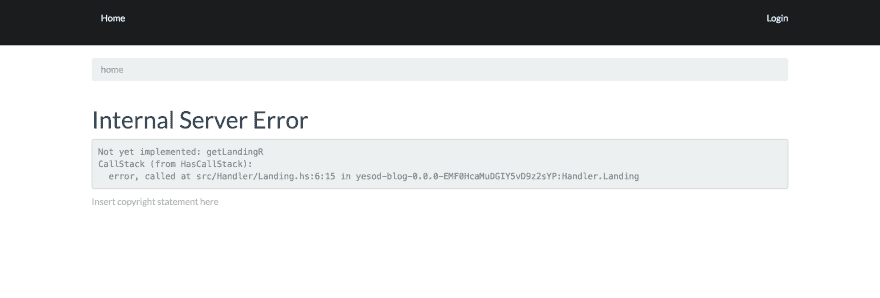 Home Login
home
Internal Server Error
Not yet implemented: getLandingR
CallStack (from HasCallStack):
error, called at src/Handler/Landing.hs:6:15 in yesod-blog-0.0.0-EMF0HcaMuDGIY5vD9z2sYP:Handler.Landing
Insert copyright statement here